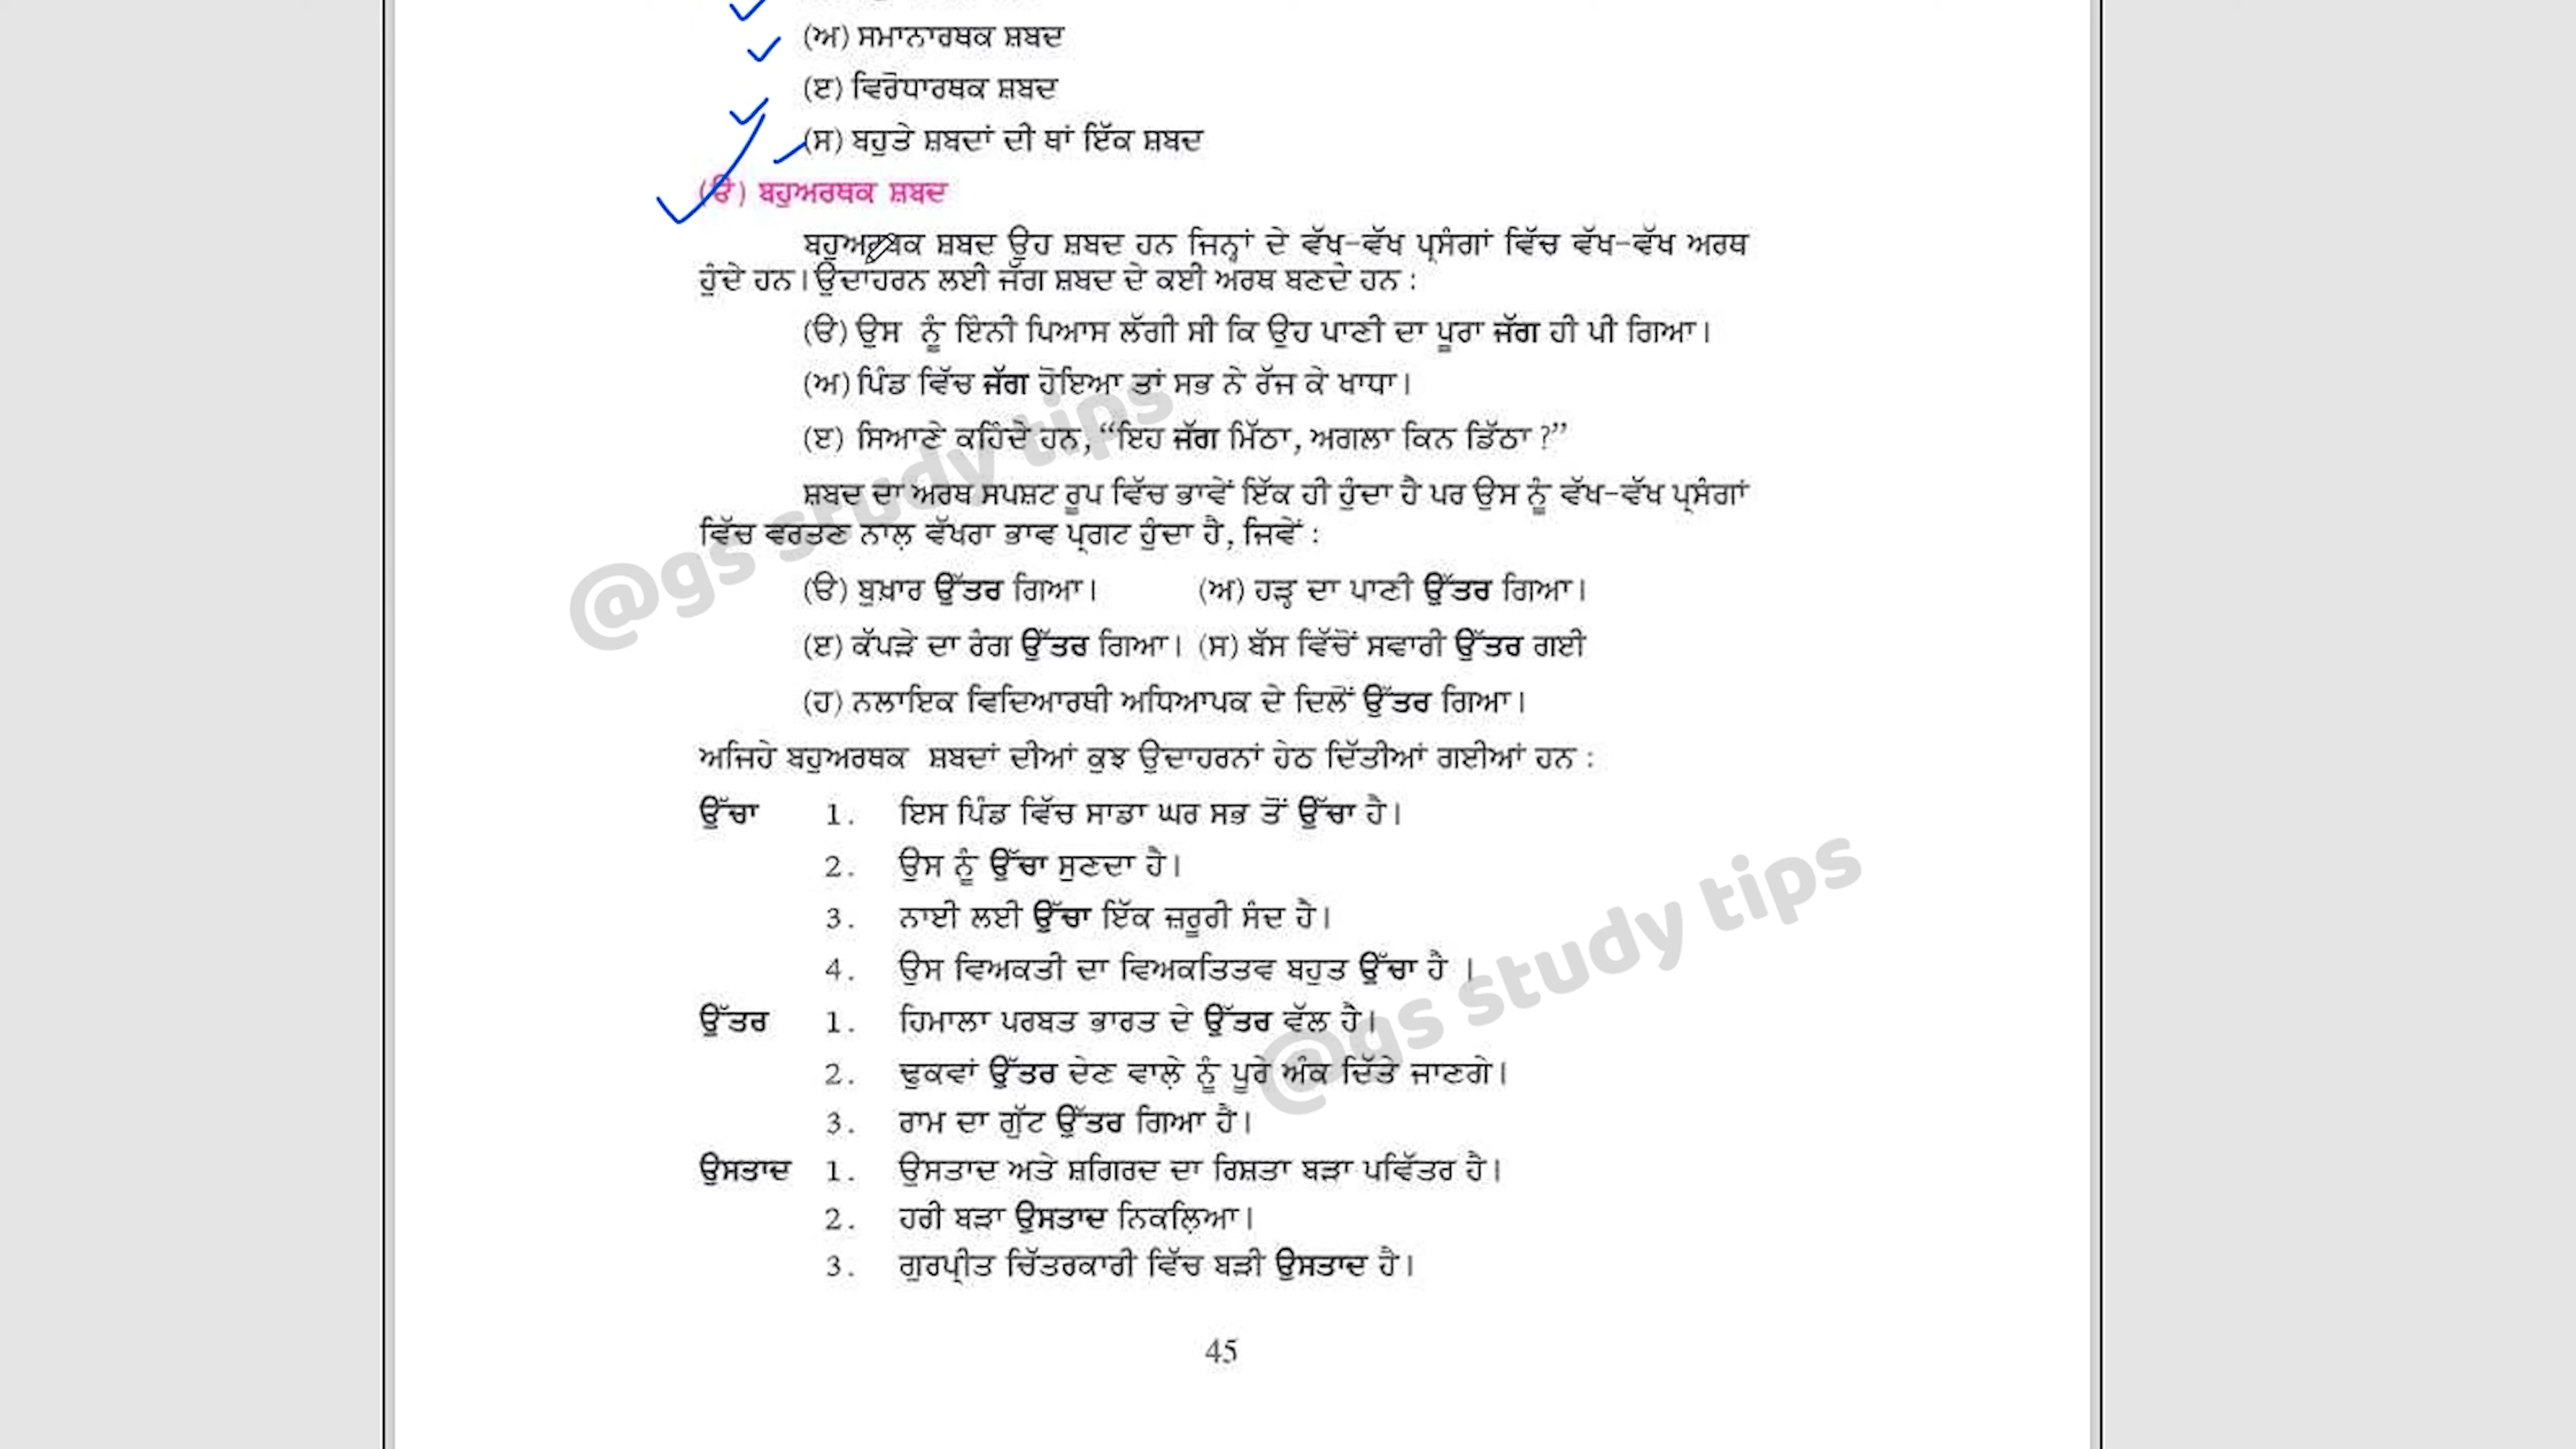 (ਅ) ਸਮਾਨਾਰਥਕ ਸ਼ਬਦ
(ੲ) ਵਿਰੋਧਾਰਥਕ ਸ਼ਬਦ
(ਸ) ਬਹੁਤੇ ਸ਼ਬਦਾਂ ਦੀ ਥਾਂ ਇੱਕ ਸ਼ਬਦ
(ੳ) ਬਹੁਅਰਥਕ ਸ਼ਬਦ
ਬਹੁਅਰਥਕ ਸ਼ਬਦ ਉਹ ਸ਼ਬਦ ਹਨ ਜਿਨ੍ਹਾਂ ਦੇ ਵੱਖ-ਵੱਖ ਪ੍ਰਸੰਗਾਂ ਵਿੱਚ ਵੱਖ-ਵੱਖ ਅਰਥ
ਹੁੰਦੇ ਹਨ। ਉਦਾਹਰਨ ਲਈ ਜੱਗ ਸ਼ਬਦ ਦੇ ਕਈ ਅਰਥ ਬਣਦੇ ਹਨ :
(ੳ) ਉਸ ਨੂੰ ਇੰਨੀ ਪਿਆਸ ਲੱਗੀ ਸੀ ਕਿ ਉਹ ਪਾਣੀ ਦਾ ਪੂਰਾ ਜੱਗ ਹੀ ਪੀ ਗਿਆ।
(ਅ) ਪਿੰਡ ਵਿੱਚ ਜੱਗ ਹੋਇਆ ਤਾਂ ਸਭ ਨੇ ਰੱਜ ਕੇ ਖਾਧਾ।
(ੲ) ਸਿਆਣੇ ਕਹਿੰਦੇ ਹਨ, “ਇਹ ਜੱਗ ਮਿੱਠਾ, ਅਗਲਾ ਕਿਨ ਡਿੱਠਾ ?”
ਸ਼ਬਦ ਦਾ ਅਰਥ ਸਪਸ਼ਟ ਰੂਪ ਵਿੱਚ ਭਾਵੇਂ ਇੱਕ ਹੀ ਹੁੰਦਾ ਹੈ ਪਰ ਉਸ ਨੂੰ ਵੱਖ-ਵੱਖ ਪ੍ਰਸੰਗਾਂ
ਵਿੱਚ ਵਰਤਣ ਨਾਲ਼ ਵੱਖਰਾ ਭਾਵ ਪ੍ਰਗਟ ਹੁੰਦਾ ਹੈ, ਜਿਵੇਂ :
(ੳ) ਬੁਖ਼ਾਰ ਉੱਤਰ ਗਿਆ। (ਅ) ਹੜ੍ਹ ਦਾ ਪਾਣੀ ਉੱਤਰ ਗਿਆ।
(ੲ) ਕੱਪੜੇ ਦਾ ਰੰਗ ਉੱਤਰ ਗਿਆ। (ਸ) ਬੱਸ ਵਿੱਚੋਂ ਸਵਾਰੀ ਉੱਤਰ ਗਈ
(ਹ) ਨਲਾਇਕ ਵਿਦਿਆਰਥੀ ਅਧਿਆਪਕ ਦੇ ਦਿਲੋਂ ਉੱਤਰ ਗਿਆ।
ਅਜਿਹੇ ਬਹੁਅਰਥਕ ਸ਼ਬਦਾਂ ਦੀਆਂ ਕੁਝ ਉਦਾਹਰਨਾਂ ਹੇਠ ਦਿੱਤੀਆਂ ਗਈਆਂ ਹਨ :
ਉੱਚਾ 1. ਇਸ ਪਿੰਡ ਵਿੱਚ ਸਾਡਾ ਘਰ ਸਭ ਤੋਂ ਉੱਚਾ ਹੈ।
2. ਉਸ ਨੂੰ ਉੱਚਾ ਸੁਣਦਾ ਹੈ।
3. ਨਾਈ ਲਈ ਉੱਚਾ ਇੱਕ ਜ਼ਰੂਰੀ ਸੰਦ ਹੈ।
4. ਉਸ ਵਿਅਕਤੀ ਦਾ ਵਿਅਕਤਿਤਵ ਬਹੁਤ ਉੱਚਾ ਹੈ ।
ਉੱਤਰ 1. ਹਿਮਾਲਾ ਪਰਬਤ ਭਾਰਤ ਦੇ ਉੱਤਰ ਵੱਲ ਹੈ।
2. ਢੁਕਵਾਂ ਉੱਤਰ ਦੇਣ ਵਾਲ਼ੇ ਨੂੰ ਪੂਰੇ ਅੰਕ ਦਿੱਤੇ ਜਾਣਗੇ।
3. ਰਾਮ ਦਾ ਗੁੱਟ ਉੱਤਰ ਗਿਆ ਹੈ।
ਉਸਤਾਦ 1. ਉਸਤਾਦ ਅਤੇ ਸ਼ਗਿਰਦ ਦਾ ਰਿਸ਼ਤਾ ਬੜਾ ਪਵਿੱਤਰ ਹੈ।
2. ਹਰੀ ਬੜਾ ਉਸਤਾਦ ਨਿਕਲ਼ਿਆ।
3. ਗੁਰਪ੍ਰੀਤ ਚਿੱਤਰਕਾਰੀ ਵਿੱਚ ਬੜੀ ਉਸਤਾਦ ਹੈ।
45
@gs study tips
@gs study tips